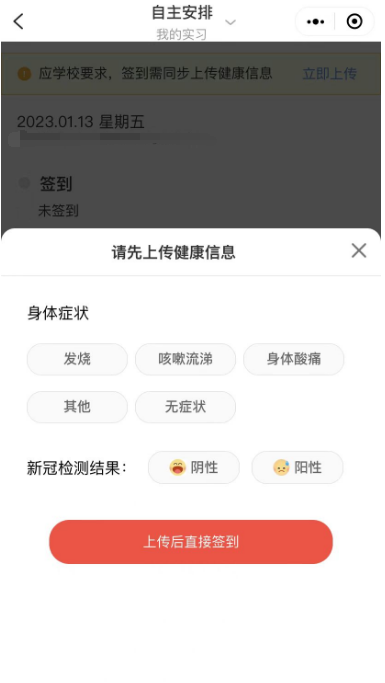 自主安排
我的实习
应学校要求，签到需同步上传健康信息 立即上传
2023.01.13 星期五
签到
未签到
请先上传健康信息
身体症状
发烧 咳嗽流涕 身体酸痛
其他 无症状
新冠检测结果： 阴性 阳性
上传后直接签到